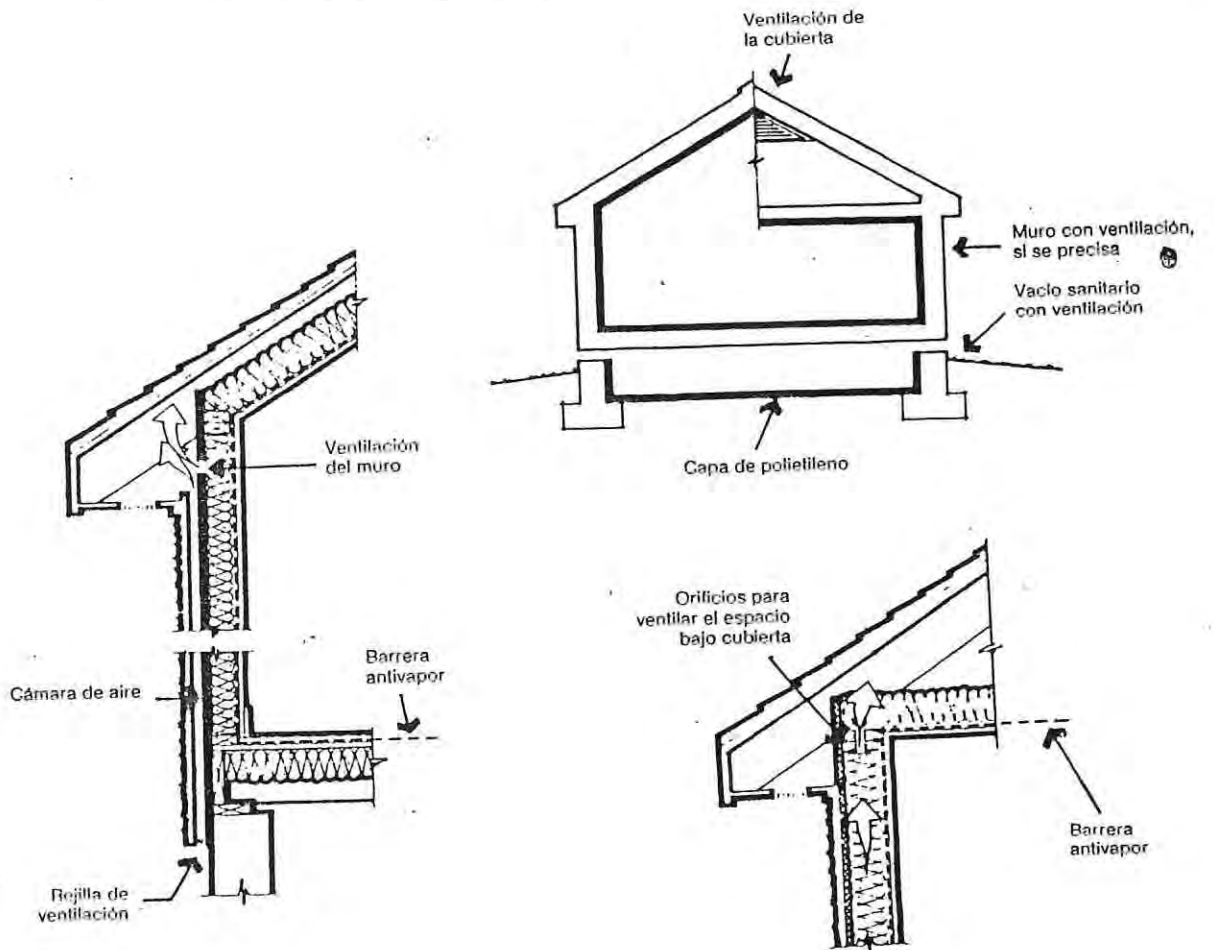 Ventilación de
la cubierta
Muro con ventilación,
si se precisa
Vacío sanitario
con ventilación
Capa de polietileno
Ventilación
del muro
Barrera
antivapor
Cámara de aire
Rejilla de
ventilación
Orificios para
ventilar el espacio
bajo cubierta
Barrera
antivapor